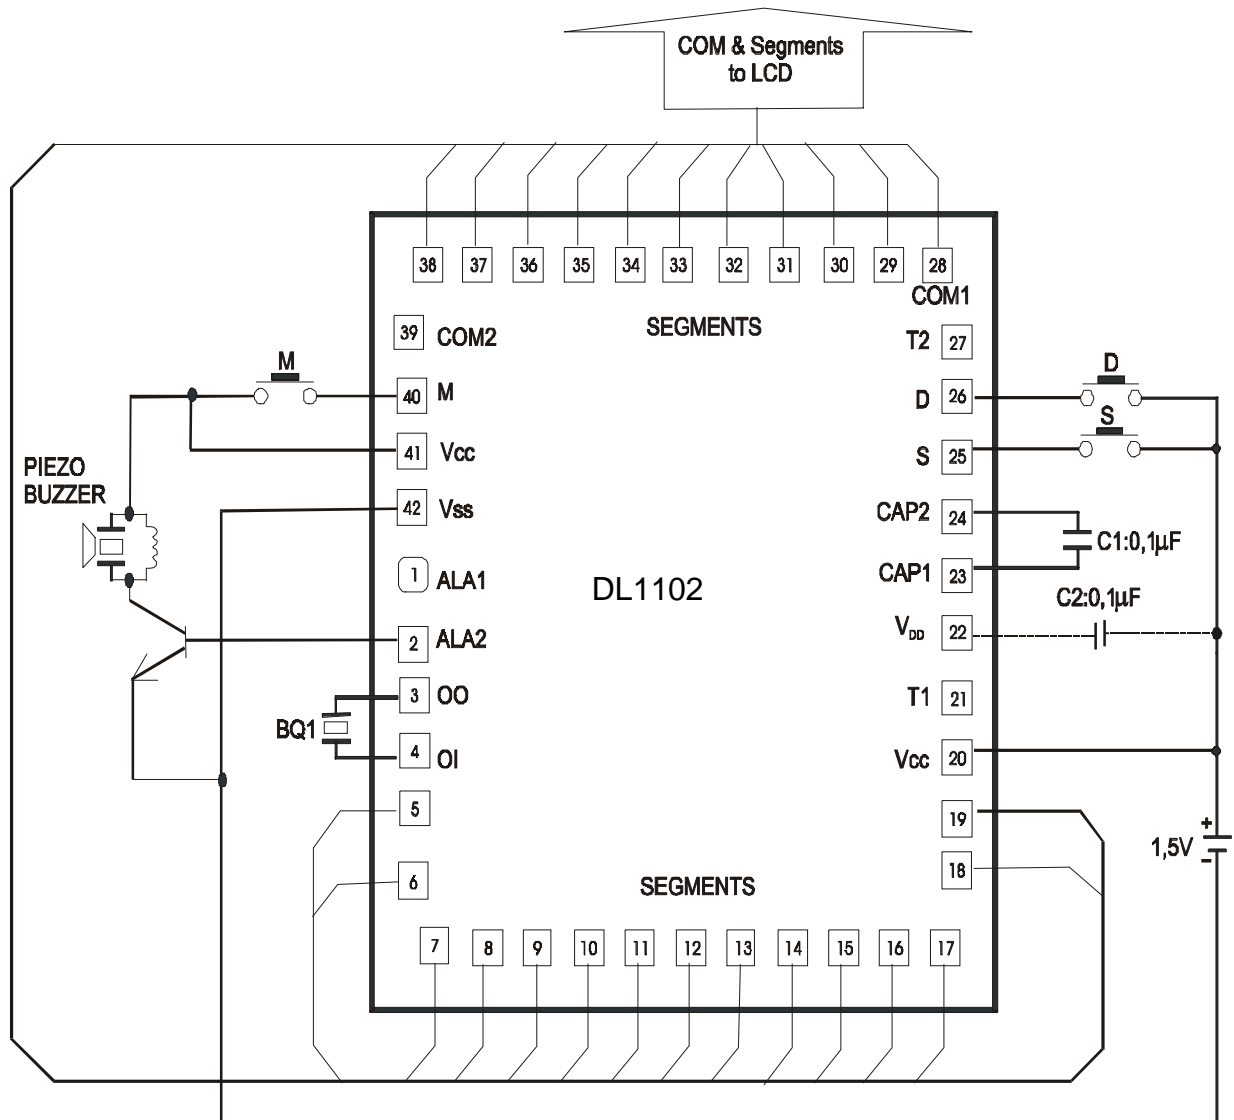 COM & Segments
to LCD
38 37 36 35 34 33 32 31 30 29 28
COM1
SEGMENTS
39 COM2
T2 27
M
40 M
D
D 26
S
41 Vcc
S 25
PIEZO
BUZZER
42 Vss
CAP2 24
C1:0,1µF
1 ALA1
DL1102
CAP1 23
C2:0,1µF
2 ALA2
VDD 22
3 OO
T1 21
BQ1
4 OI
Vcc 20
5
19
+
1,5V
-
6
SEGMENTS
18
7 8 9 10 11 12 13 14 15 16 17